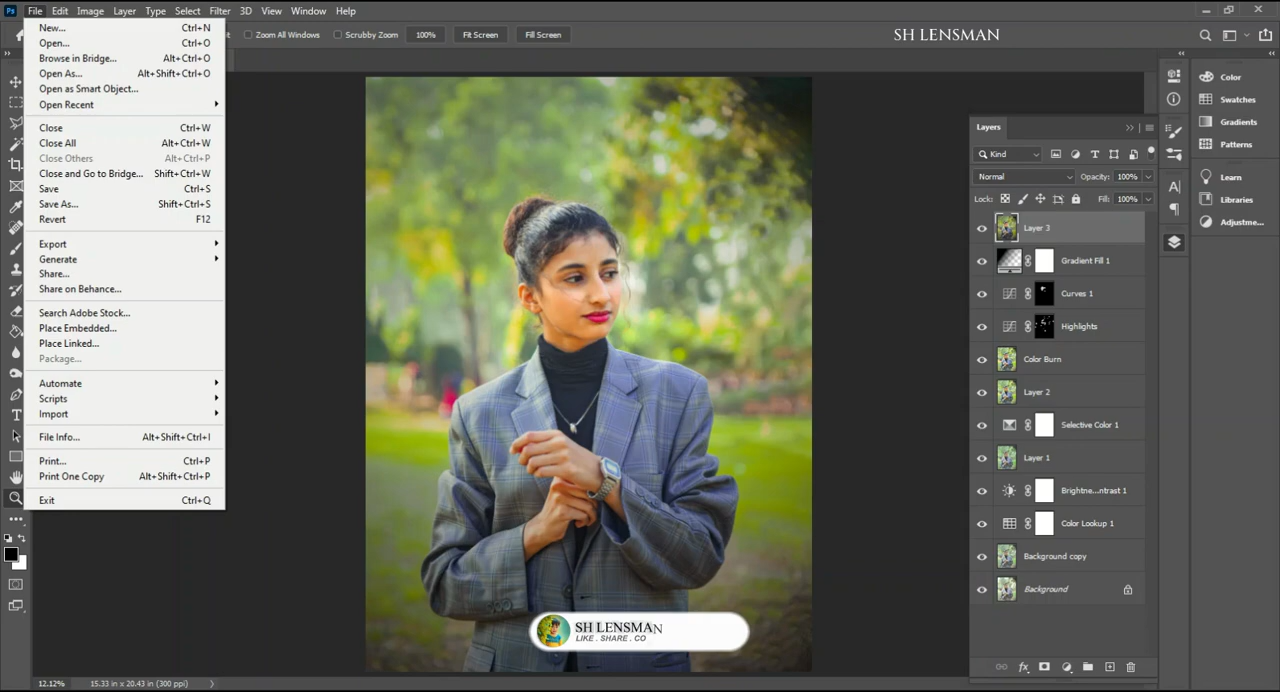 Ps File Edit Image Layer Type Select Filter 3D View Window Help
Zoom All Windows Scrubby Zoom 100% Fit Screen Fill Screen
SH LENSMAN
New... Ctrl+N
Open... Ctrl+O
Browse in Bridge... Alt+Ctrl+O
Open As... Alt+Shift+Ctrl+O
Open as Smart Object...
Open Recent
Close Ctrl+W
Close All Alt+Ctrl+W
Close Others Alt+Ctrl+P
Close and Go to Bridge... Shift+Ctrl+W
Save Ctrl+S
Save As... Shift+Ctrl+S
Revert F12
Export
Generate
Share...
Share on Behance...
Search Adobe Stock...
Place Embedded...
Place Linked...
Package...
Automate
Scripts
Import
File Info... Alt+Shift+Ctrl+I
Print... Ctrl+P
Print One Copy Alt+Shift+Ctrl+P
Exit Ctrl+Q
SH LENSMAN
LIKE . SHARE . CO
Layers
Kind
Normal Opacity: 100%
Lock: Fill: 100%
Layer 3
Gradient Fill 1
Curves 1
Highlights
Color Burn
Layer 2
Selective Color 1
Layer 1
Brightne...ntrast 1
Color Lookup 1
Background copy
Background
fx
Color
Swatches
Gradients
Patterns
Learn
Libraries
Adjustme...
12.12% 15.33 in x 20.43 in (300 ppi)